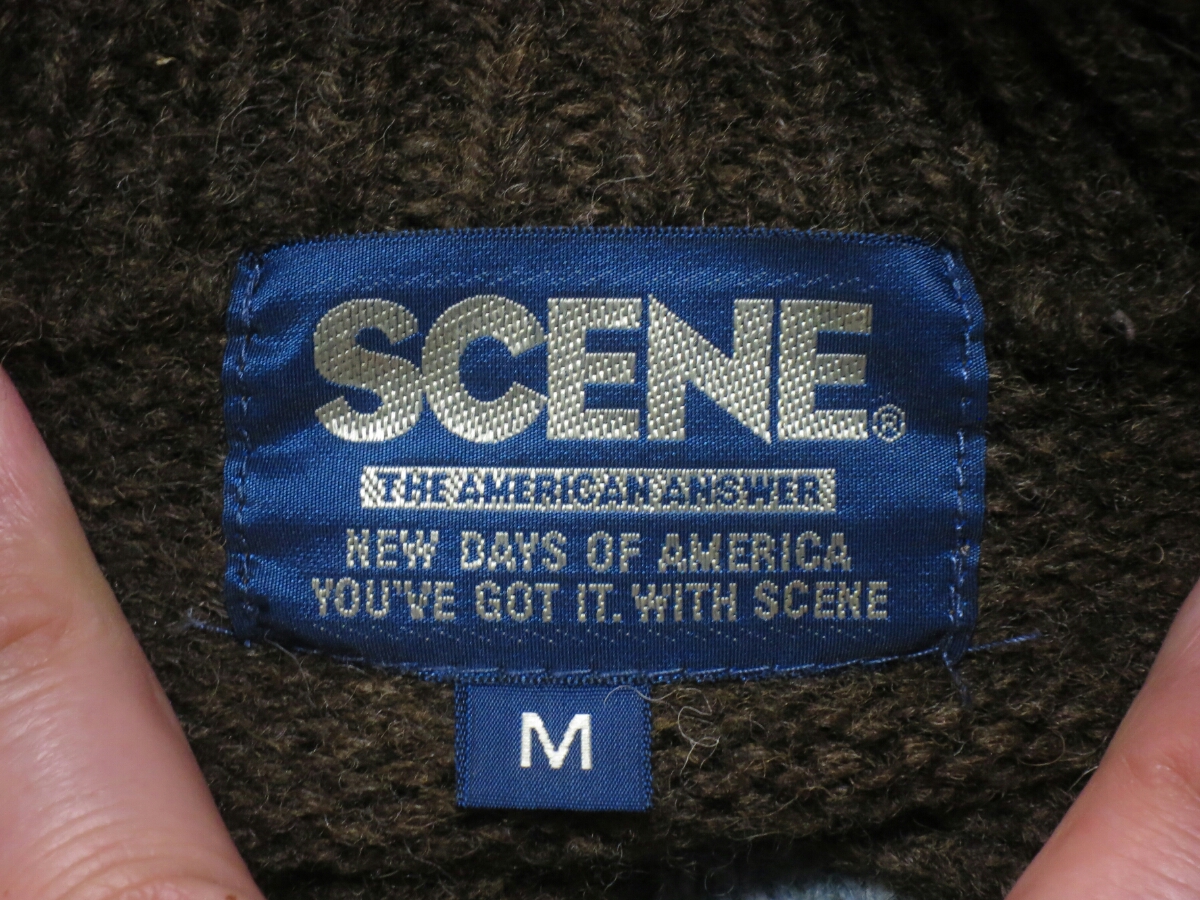 SCENE®
THE AMERICAN ANSWER
NEW DAYS OF AMERICA
YOU'VE GOT IT. WITH SCENE
M